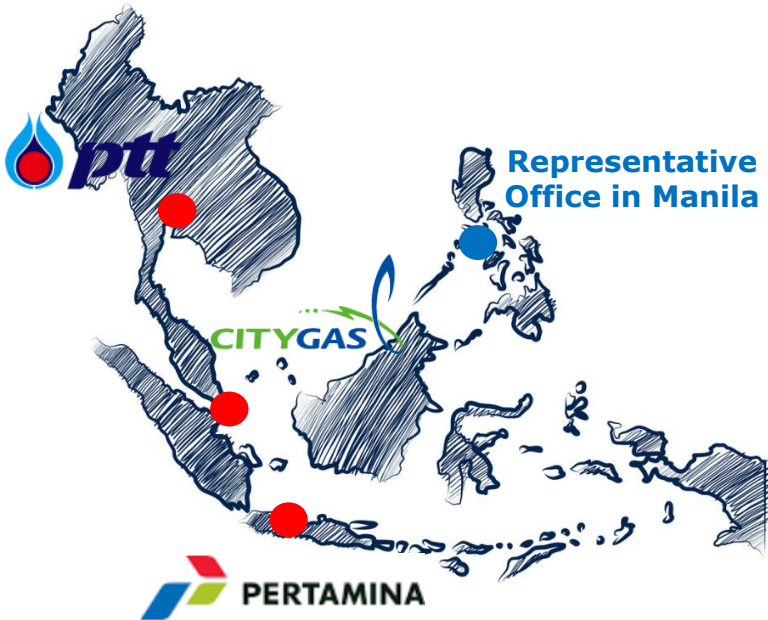 ptt
Representative
Office in Manila
CITYGAS
PERTAMINA